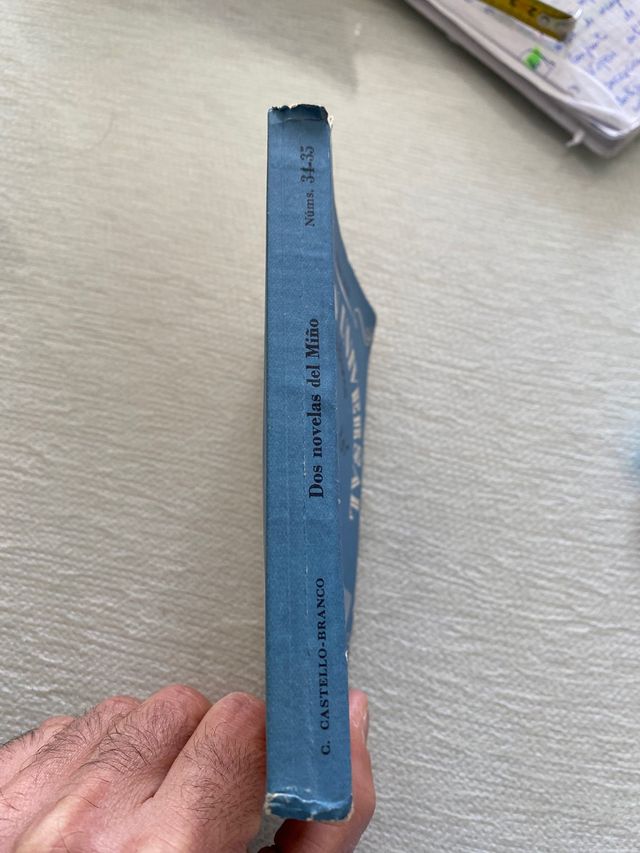 C. CASTELLO-BRANCO
Dos novelas del Miño
Núms. 34-35